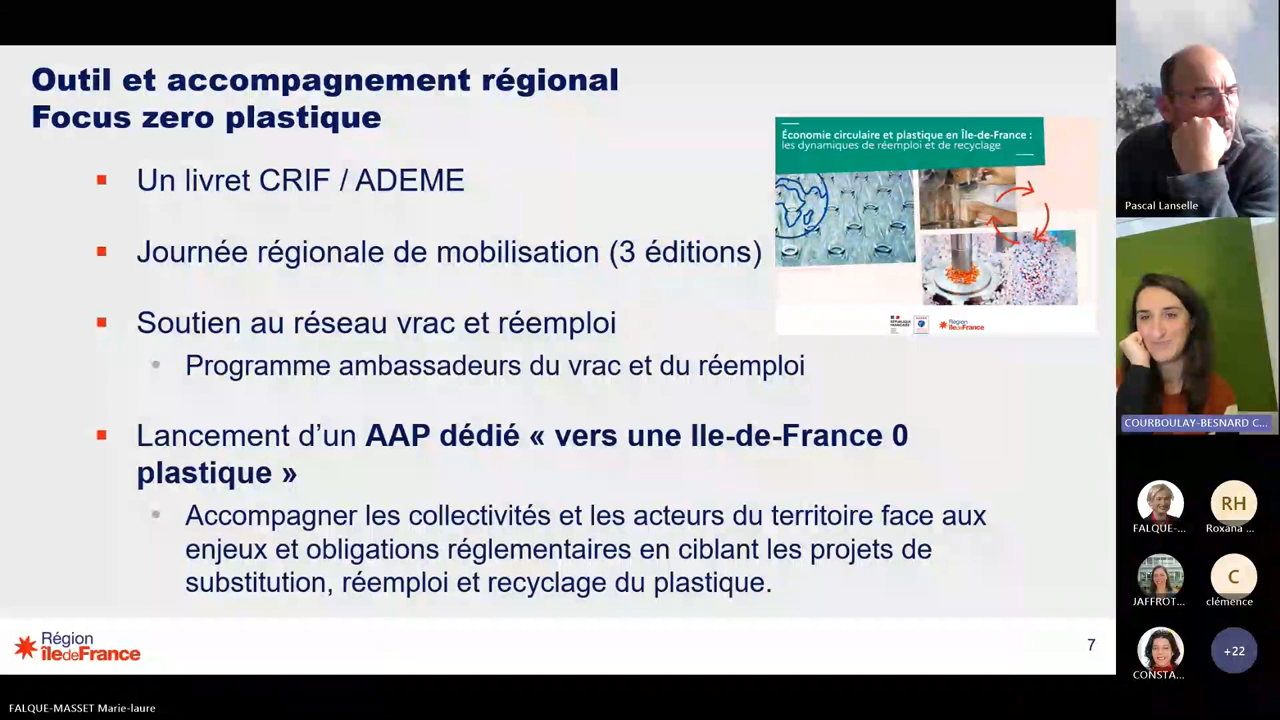 Outil et accompagnement régional
Focus zero plastique
Un livret CRIF / ADEME
Journée régionale de mobilisation (3 éditions)
Soutien au réseau vrac et réemploi
Programme ambassadeurs du vrac et du réemploi
Lancement d’un AAP dédié « vers une Ile-de-France 0
plastique »
Accompagner les collectivités et les acteurs du territoire face aux
enjeux et obligations réglementaires en ciblant les projets de
substitution, réemploi et recyclage du plastique.
Économie circulaire et plastique en Île-de-France :
les dynamiques de réemploi et de recyclage
Région
île de France
Région
île de France
7
Pascal Lanselle
COURBOULAY-BESNARD C...
FALQUE-...
RH
Roxana ...
JAFFROT...
C
clémence
CONSTA...
+22
FALQUE-MASSET Marie-laure